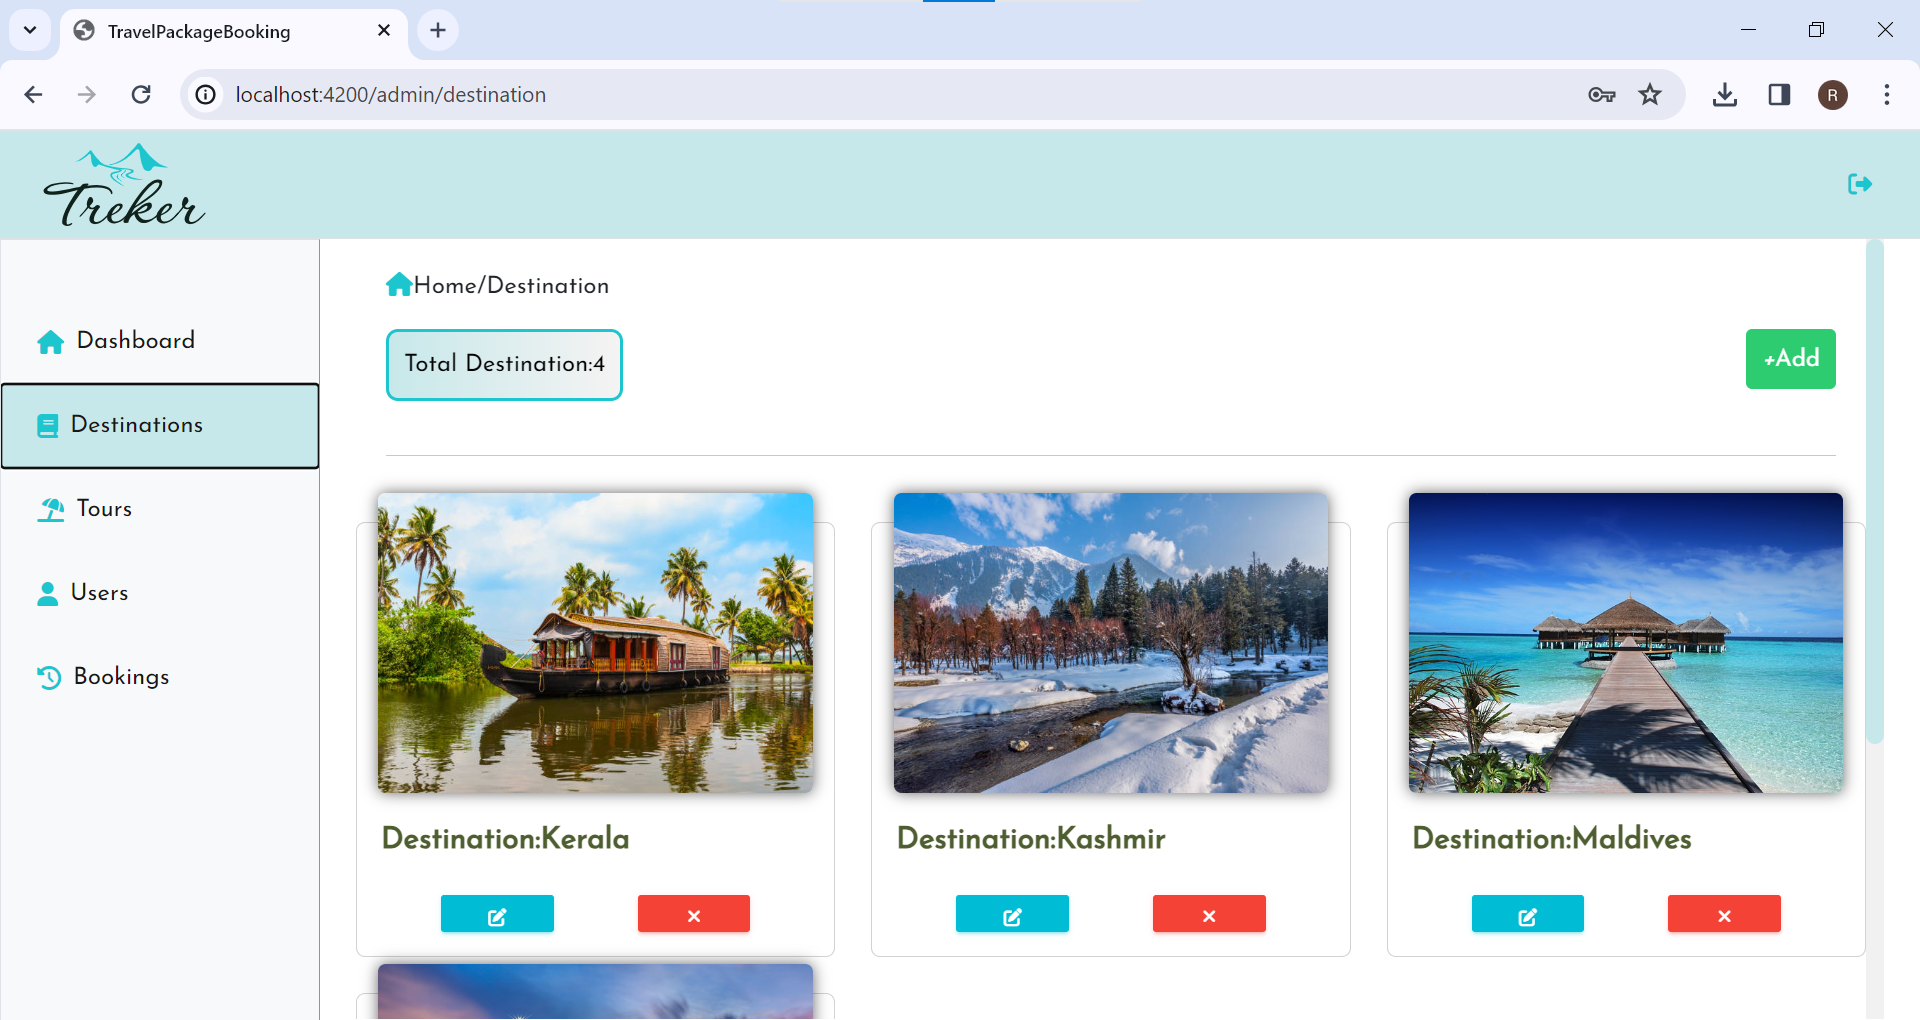 TravelPackageBooking
localhost:4200/admin/destination
R
Treker
Home/Destination
Dashboard
Total Destination:4
+Add
Destinations
Tours
Users
Bookings
Destination:Kerala
Destination:Kashmir
Destination:Maldives